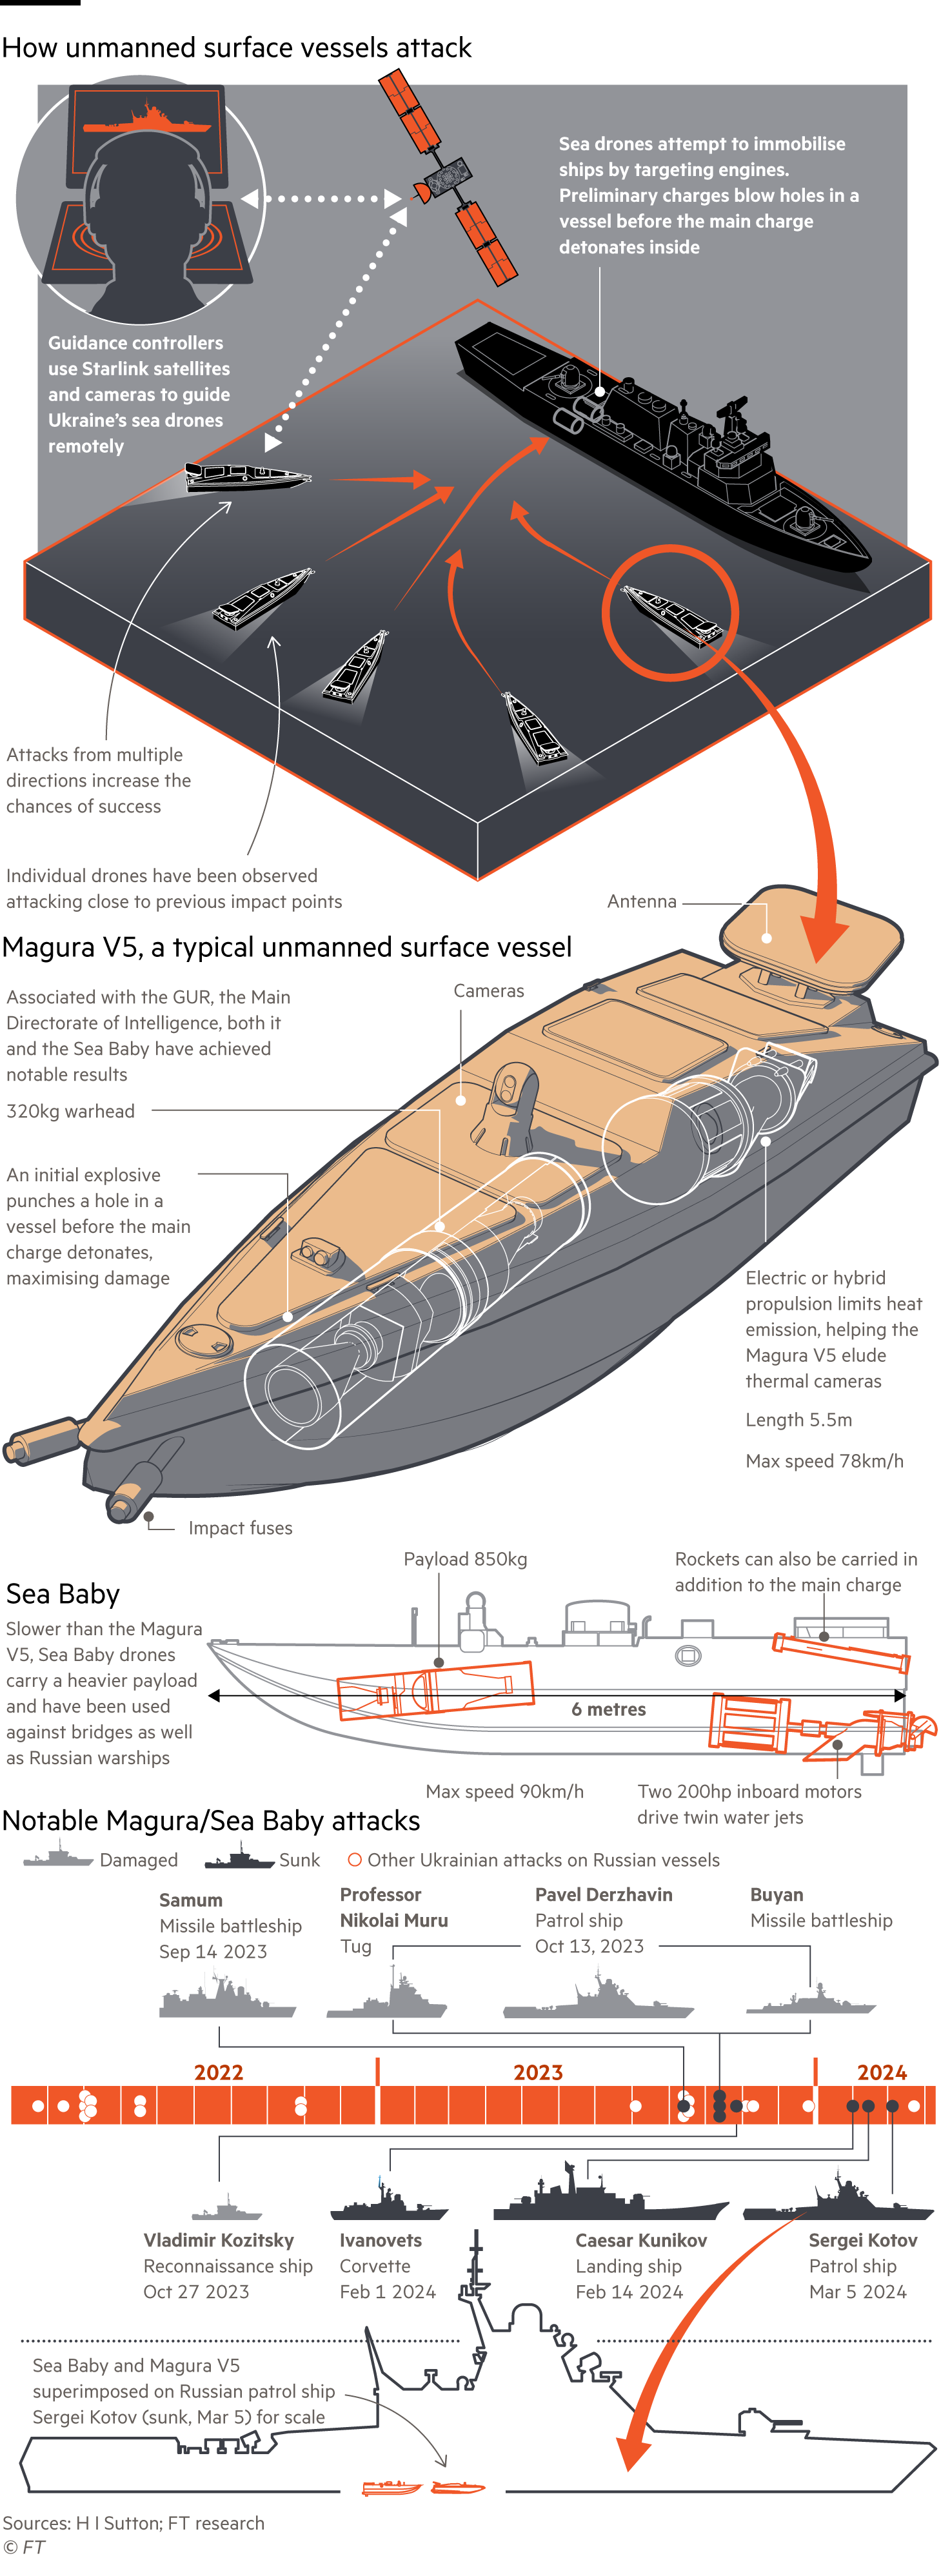 How unmanned surface vessels attack
Sea drones attempt to immobilise
ships by targeting engines.
Preliminary charges blow holes in a
vessel before the main charge
detonates inside
Guidance controllers
use Starlink satellites
and cameras to guide
Ukraine's sea drones
remotely
Attacks from multiple
directions increase the
chances of success
Individual drones have been observed
attacking close to previous impact points
Antenna
Magura V5, a typical unmanned surface vessel
Associated with the GUR, the Main
Directorate of Intelligence, both it
and the Sea Baby have achieved
notable results
Cameras
320kg warhead
An initial explosive
punches a hole in a
vessel before the main
charge detonates,
maximising damage
Electric or hybrid
propulsion limits heat
emission, helping the
Magura V5 elude
thermal cameras
Length 5.5m
Max speed 78km/h
Impact fuses
Sea Baby
Slower than the Magura
V5, Sea Baby drones
carry a heavier payload
and have been used
against bridges as well
as Russian warships
Payload 850kg
Rockets can also be carried in
addition to the main charge
6 metres
Max speed 90km/h
Two 200hp inboard motors
drive twin water jets
Notable Magura/Sea Baby attacks
Damaged
Sunk
Other Ukrainian attacks on Russian vessels
Samum
Missile battleship
Sep 14 2023
Professor
Nikolai Muru
Tug
Pavel Derzhavin
Patrol ship
Oct 13, 2023
Buyan
Missile battleship
2022
2023
2024
Vladimir Kozitsky
Reconnaissance ship
Oct 27 2023
Ivanovets
Corvette
Feb 1 2024
Caesar Kunikov
Landing ship
Feb 14 2024
Sergei Kotov
Patrol ship
Mar 5 2024
Sea Baby and Magura V5
superimposed on Russian patrol ship
Sergei Kotov (sunk, Mar 5) for scale
Sources: H I Sutton; FT research
© FT